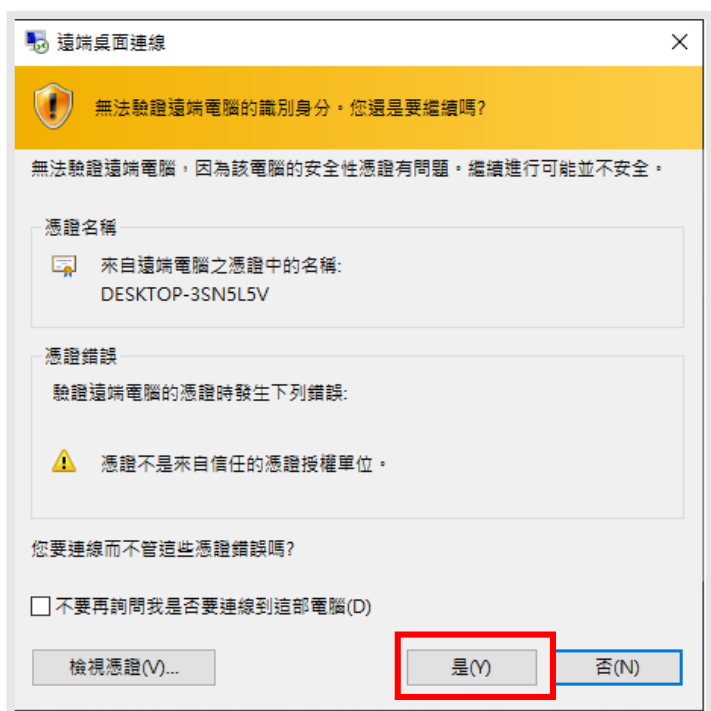 遠端桌面連線
無法驗證遠端電腦的識別身分。您還是要繼續嗎?
無法驗證遠端電腦，因為該電腦的安全性憑證有問題。繼續進行可能並不安全。
憑證名稱
來自遠端電腦之憑證中的名稱:
DESKTOP-3SN5L5V
憑證錯誤
驗證遠端電腦的憑證時發生下列錯誤:
憑證不是來自信任的憑證授權單位。
您要連線而不管這些憑證錯誤嗎?
不要再詢問我是否要連線到這部電腦(D)
檢視憑證(V)... 是(Y) 否(N)